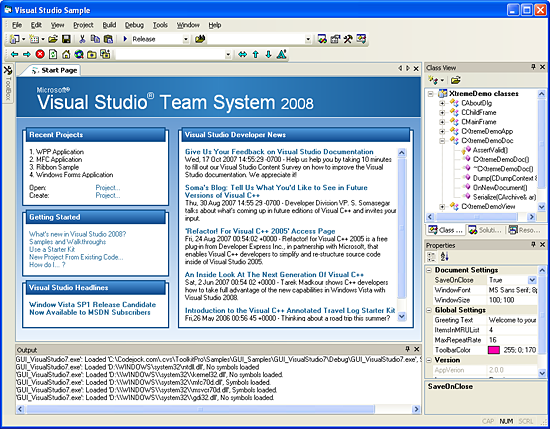 Visual Studio Sample
File Edit View Project Build Debug Tools Window Help
Release
Toolbox
Start Page
Microsoft®
Visual Studio® Team System 2008
Recent Projects
1. WPP Application
2. MFC Application
3. Ribbon Sample
4. Windows Forms Application
Open: Project...
Create: Project...
Getting Started
What's new in Visual Studio 2008?
Samples and Walkthroughs
Use a Starter Kit
New Project From Existing Code...
How do I... ?
Visual Studio Headlines
Window Vista SP1 Release Candidate
Now Available to MSDN Subscribers
Visual Studio Developer News
Give Us Your Feedback on Visual Studio Documentation
Wed, 17 Oct 2007 14:55:29 -0700 - Help us help you by taking 10 minutes
to fill out our Visual Studio Content Survey on how to improve the Visual
Studio documentation. We appreciate it!
Soma's Blog: Tell Us What You'd Like to See in Future
Versions of Visual C++
Thu, 30 Aug 2007 14:55:29 -0700 - Developer Division VP. S. Somasegar
talks about what's coming up in future editions of Visual C++ and invites your
input.
'Refactor! For Visual C++ 2005' Access Page
Fri, 24 Aug 2007 00:54:02 +0000 - Refactor! For Visual C++ 2005 is a free
plug-in from Developer Express Inc., in partnership with Microsoft, that
enables Visual C++ developers to simplify and re-structure source code
inside of Visual Studio 2005.
An Inside Look At The Next Generation Of Visual C++
Sat, 2 Jun 2007 00:54:02 +0000 - Tarek Madkour shows C++ developers
how to take full advantage of the new capabilities in Windows Vista with
Visual Studio 2008.
Introduction to the Visual C++ Annotated Travel Log Starter Kit
Fri,26 May 2006 00:56:45 +0000 - Thinking about a road trip this summer?
Class View
XtremeDemo classes
CAboutDlg
CChildFrame
CMainFrame
CXtremeDemoApp
CXtremeDemoDoc
AssertValid()
CXtremeDemoDoc()
~CXtremeDemoDoc()
Dump(CDumpContext &
OnNewDocument()
Serialize(CArchive& ar)
CXtremeDemoView
Class ... Soluti... Reso...
Properties
Document Settings
SaveOnClose True
WindowFont MS Sans Serif; 8p
WindowSize 100; 100
Global Settings
Greeting Text Welcome to your
ItemsInMRUList 4
MaxRepeatRate 16
ToolbarColor 255; 0; 170
Version
AppVerion 2.0.0
SaveOnClose
Output
'GUI_VisualStudio7.exe': Loaded 'C:\Codejock.com\.cvs\ToolkitPro\Samples\GUI_Samples\GUI_VisualStudio7\Debug\GUI_VisualStudio7.exe',
'GUI_VisualStudio7.exe': Loaded 'D:\\WINDOWS\system32\ntdll.dll', No symbols loaded
'GUI_VisualStudio7.exe': Loaded 'D:\\WINDOWS\\system32\\kernel32.dll', No symbols loaded.
'GUI_VisualStudio7.exe': Loaded 'D:\\WINDOWS\\system32\\mfc70d.dll', Symbols loaded.
'GUI_VisualStudio7.exe': Loaded 'D:\\WINDOWS\\system32\\msvcr70d.dll', Symbols loaded.
'GUI_VisualStudio7.exe': Loaded 'D:\\WINDOWS\\system32\\gdi32.dll', No symbols loaded.
CAP NUM SCRL